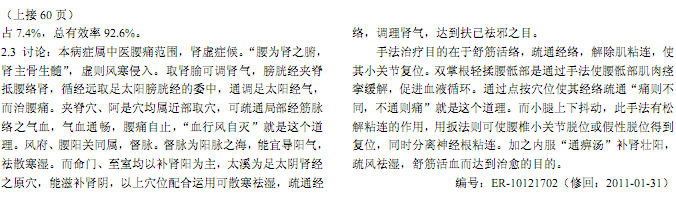 （上接 60 页）
占 7.4%，总有效率 92.6%。
2.3 讨论：本病症属中医腰痛范围，肾虚症候。“腰为肾之腑，
肾主骨生髓”，虚则风寒侵入。取肾俞可调肾气，膀胱经夹脊
抵腰络肾，循经远取足太阳膀胱经的委中，通调足太阳经气，
而治腰痛。夹脊穴、阿是穴均属近部取穴，可疏通局部经筋脉
络之气血，气血通畅，腰痛自止，“血行风自灭”就是这个道
理。风府、腰阳关同属，督脉。督脉为阳脉之海，能宣导阳气，
祛散寒湿。而命门、至室均以补肾阳为主，太溪为足太阴肾经
之原穴，能滋补肾阴，以上穴位配合运用可散寒祛湿，疏通经
络，调理肾气，达到扶己祛邪之目。
手法治疗目的在于舒筋活络，疏通经络，解除肌粘连，使
其小关节复位。双掌根轻揉腰骶部是通过手法使腰骶部肌肉痉
挛缓解，促进血液循环。通过点按穴位使其经络疏通“痛则不
同，不通则痛”就是这个道理。而小腿上下抖动，此手法有松
解粘连的作用，用扳法则可使腰椎小关节脱位或假性脱位得到
复位，同时分离神经根粘连。加之内服“通痹汤”补肾壮阳，
疏风祛湿，舒筋活血而达到治愈的目的。
编号：ER-10121702（修回：2011-01-31）